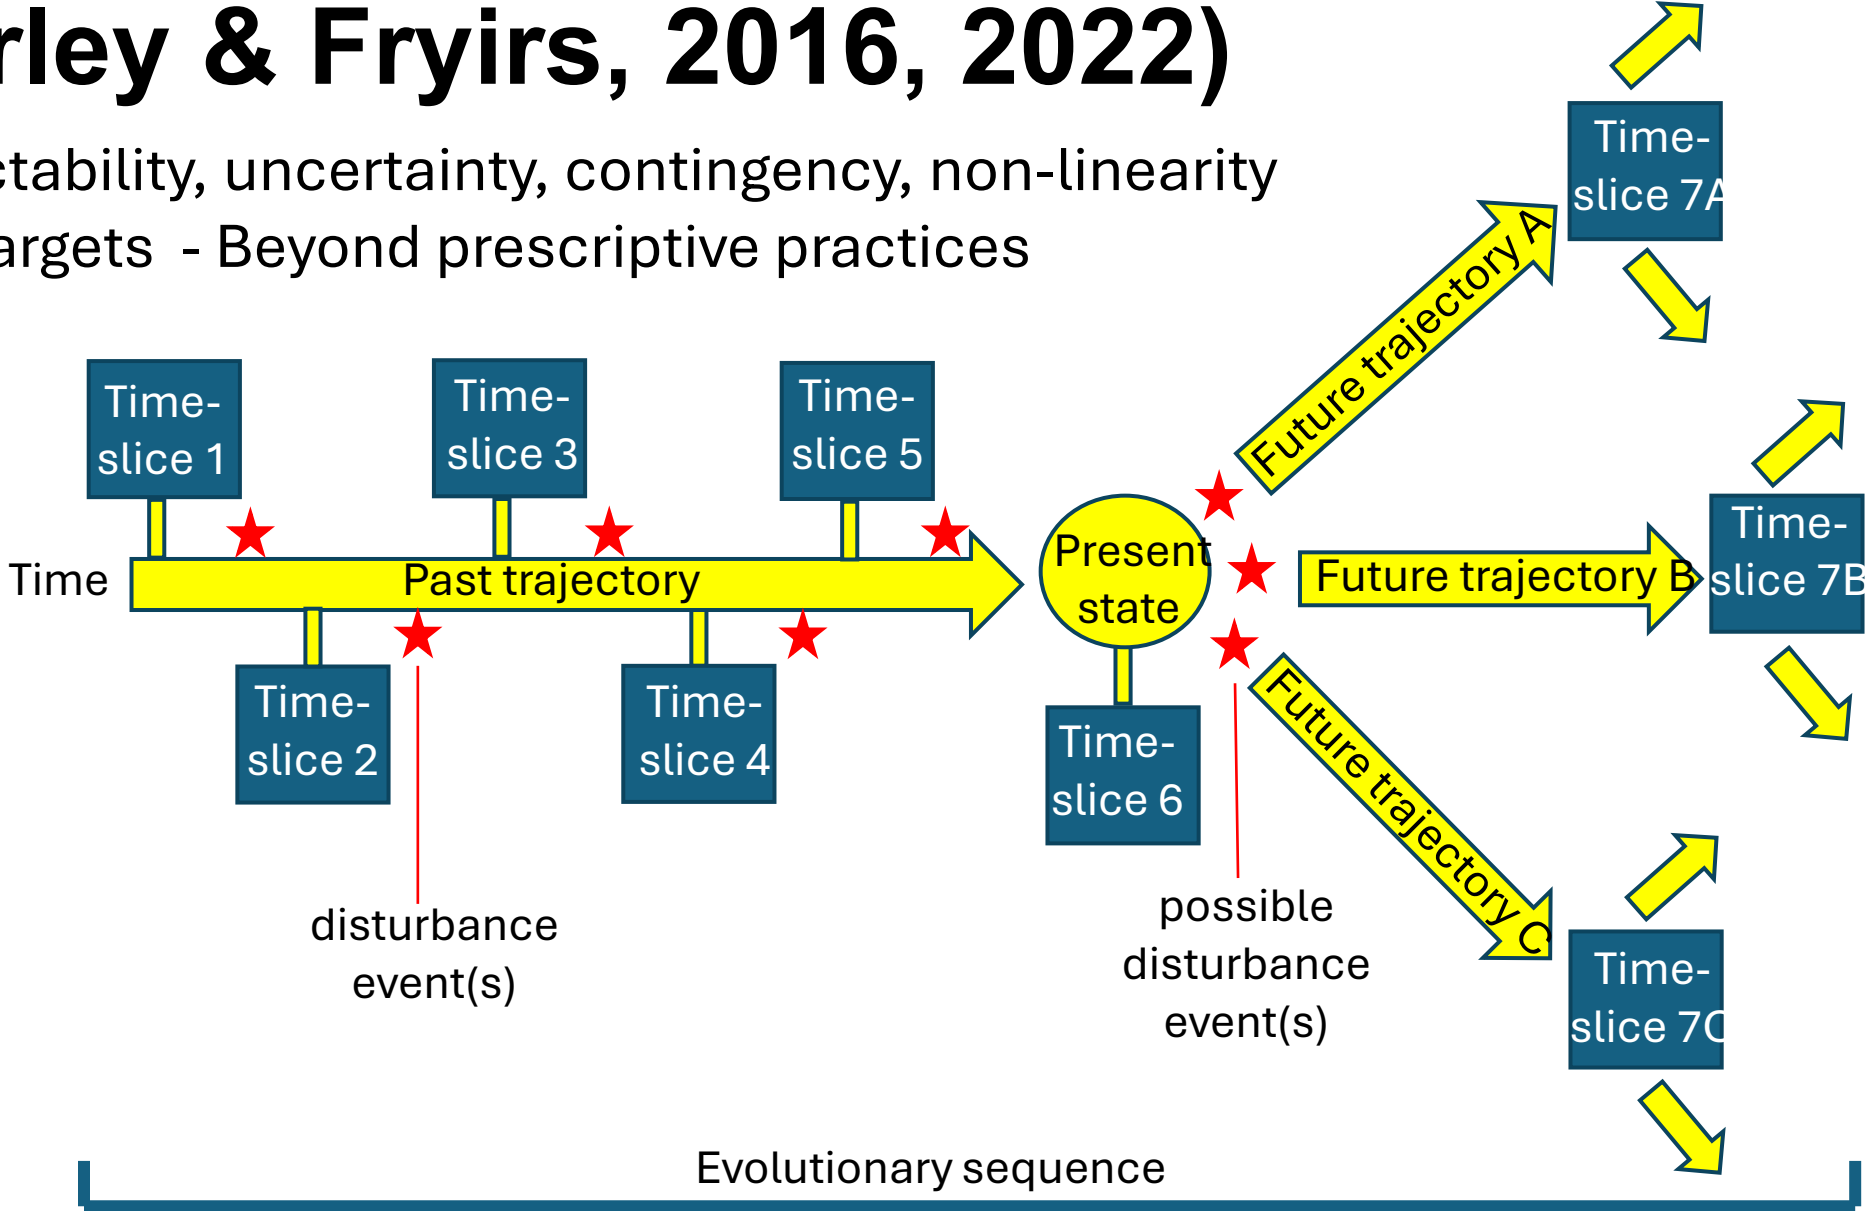 rley & Fryirs, 2016, 2022)
ctability, uncertainty, contingency, non-linearity
argets - Beyond prescriptive practices
Time-
slice 7A
Future trajectory A
Time-
slice 1
Time-
slice 3
Time-
slice 5
Time
Past trajectory
Present
state
Future trajectory B
Time-
slice 7B
Time-
slice 2
Time-
slice 4
Time-
slice 6
Future trajectory C
disturbance
event(s)
possible
disturbance
event(s)
Time-
slice 7C
Evolutionary sequence